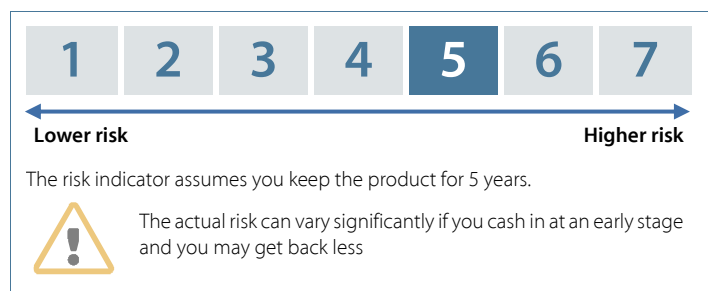 1 2 3 4 5 6 7
Lower risk Higher risk
The risk indicator assumes you keep the product for 5 years.
The actual risk can vary significantly if you cash in at an early stage
and you may get back less